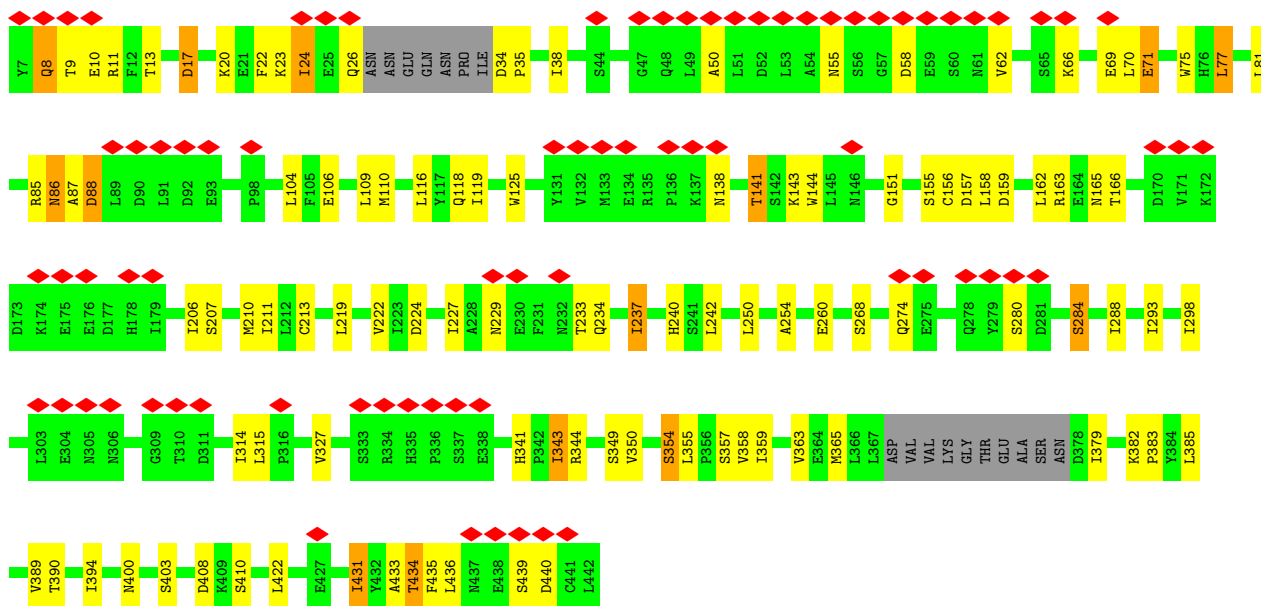 Y7 Q8 T9 E10 R11 F12 T13 D17 K20 E21 F22 K23 I24 E25 Q26 ASN ASN GLU GLN ASN PRO ILE D34 P35 I38 S44 G47 Q48 L49 A50 L51 D52 L53 A54 N55 S56 G57 D58 E59 S60 N61 V62 S65 K66 E69 L70 E71 W75 H76 L77 L81
R85 N86 A87 D88 L89 D90 L91 D92 E93 P98 L104 F105 E106 L109 M110 L116 Y117 Q118 I119 W125 Y131 V132 M133 E134 R135 P136 K137 N138 T141 S142 K143 W144 L145 N146 G151 S155 C156 D157 L158 D159 L162 R163 E164 N165 T166 D170 V171 K172
D173 K174 E175 E176 D177 H178 I179 I206 S207 M210 I211 L212 C213 L219 V222 I223 D224 I227 A228 N229 E230 F231 N232 T233 Q234 I237 H240 S241 L242 L250 A254 E260 S268 Q274 E275 Q278 Y279 S280 D281 S284 I288 I293 I298
L303 E304 N305 N306 G309 T310 D311 I314 L315 P316 V327 S333 R334 H335 P336 S337 E338 H341 P342 I343 R344 S349 V350 S354 L355 P356 S357 V358 I359 V363 E364 M365 L366 L367 ASP VAL VAL LYS GLY THR GLU ALA SER ASN D378 I379 K382 P383 Y384 L385
V389 T390 I394 N400 S403 D408 K409 S410 L422 E427 I431 Y432 A433 T434 F435 L436 N437 E438 S439 D440 C441 L442